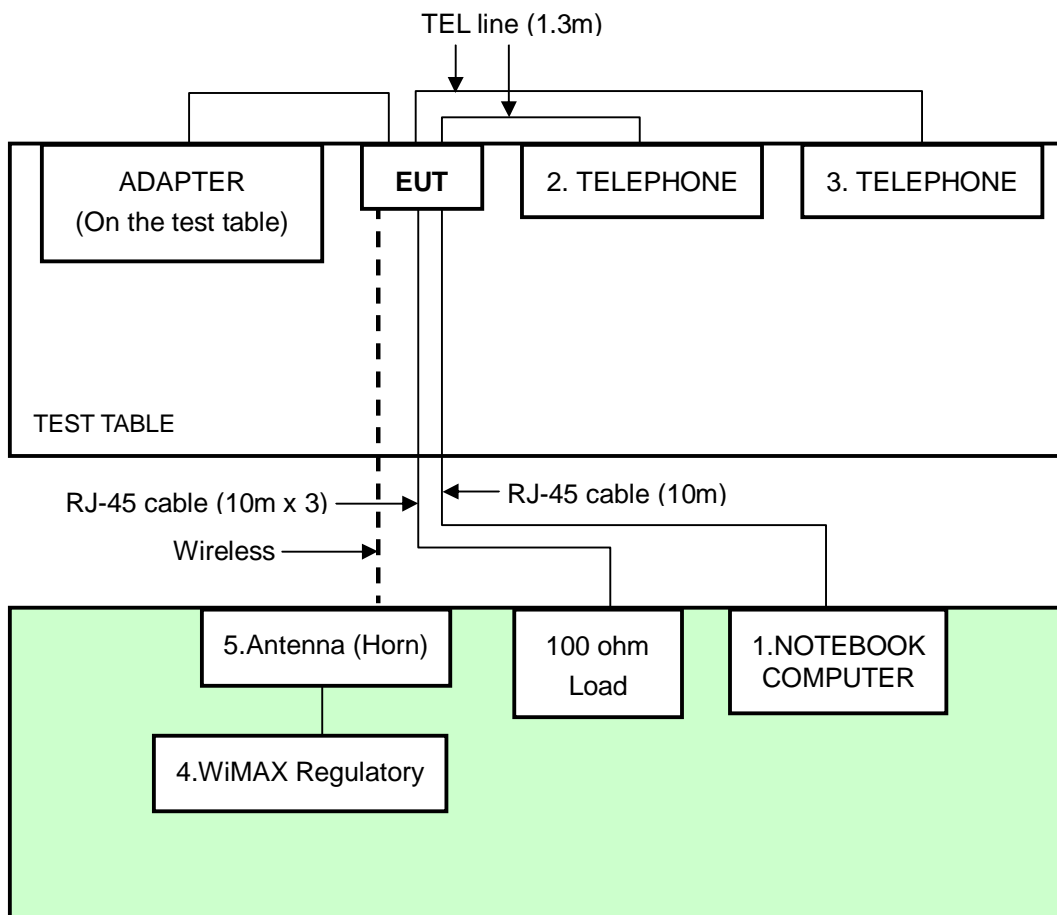 TEL line (1.3m)
ADAPTER
(On the test table)
EUT
2. TELEPHONE
3. TELEPHONE
TEST TABLE
RJ-45 cable (10m x 3)
RJ-45 cable (10m)
Wireless
5.Antenna (Horn)
100 ohm
Load
1.NOTEBOOK
COMPUTER
4.WiMAX Regulatory